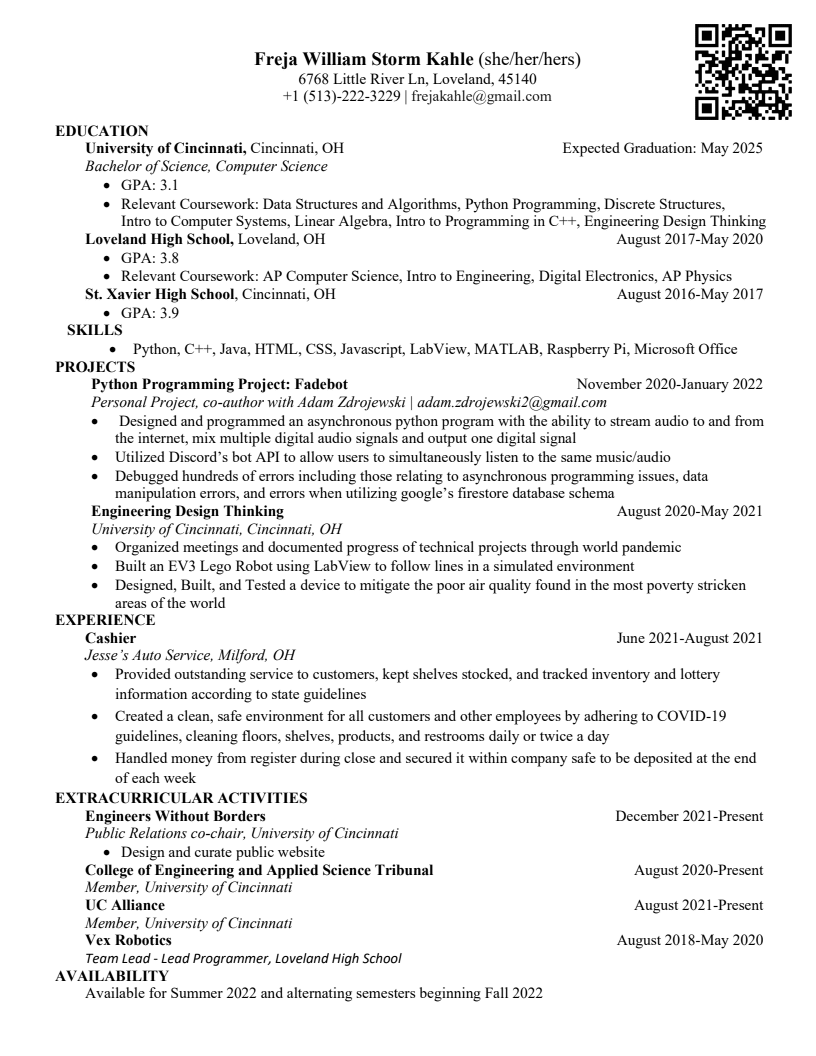 Freja William Storm Kahle (she/her/hers)
6768 Little River Ln, Loveland, 45140
+1 (513)-222-3229 | frejakahle@gmail.com
EDUCATION
University of Cincinnati, Cincinnati, OH Expected Graduation: May 2025
Bachelor of Science, Computer Science
• GPA: 3.1
• Relevant Coursework: Data Structures and Algorithms, Python Programming, Discrete Structures,
Intro to Computer Systems, Linear Algebra, Intro to Programming in C++, Engineering Design Thinking
Loveland High School, Loveland, OH August 2017-May 2020
• GPA: 3.8
• Relevant Coursework: AP Computer Science, Intro to Engineering, Digital Electronics, AP Physics
St. Xavier High School, Cincinnati, OH August 2016-May 2017
• GPA: 3.9
SKILLS
• Python, C++, Java, HTML, CSS, Javascript, LabView, MATLAB, Raspberry Pi, Microsoft Office
PROJECTS
Python Programming Project: Fadebot November 2020-January 2022
Personal Project, co-author with Adam Zdrojewski | adam.zdrojewski2@gmail.com
• Designed and programmed an asynchronous python program with the ability to stream audio to and from
the internet, mix multiple digital audio signals and output one digital signal
• Utilized Discord's bot API to allow users to simultaneously listen to the same music/audio
• Debugged hundreds of errors including those relating to asynchronous programming issues, data
manipulation errors, and errors when utilizing google's firestore database schema
Engineering Design Thinking August 2020-May 2021
University of Cincinnati, Cincinnati, OH
• Organized meetings and documented progress of technical projects through world pandemic
• Built an EV3 Lego Robot using LabView to follow lines in a simulated environment
• Designed, Built, and Tested a device to mitigate the poor air quality found in the most poverty stricken
areas of the world
EXPERIENCE
Cashier June 2021-August 2021
Jesse's Auto Service, Milford, OH
• Provided outstanding service to customers, kept shelves stocked, and tracked inventory and lottery
information according to state guidelines
• Created a clean, safe environment for all customers and other employees by adhering to COVID-19
guidelines, cleaning floors, shelves, products, and restrooms daily or twice a day
• Handled money from register during close and secured it within company safe to be deposited at the end
of each week
EXTRACURRICULAR ACTIVITIES
Engineers Without Borders December 2021-Present
Public Relations co-chair, University of Cincinnati
• Design and curate public website
College of Engineering and Applied Science Tribunal August 2020-Present
Member, University of Cincinnati
UC Alliance August 2021-Present
Member, University of Cincinnati
Vex Robotics August 2018-May 2020
Team Lead - Lead Programmer, Loveland High School
AVAILABILITY
Available for Summer 2022 and alternating semesters beginning Fall 2022